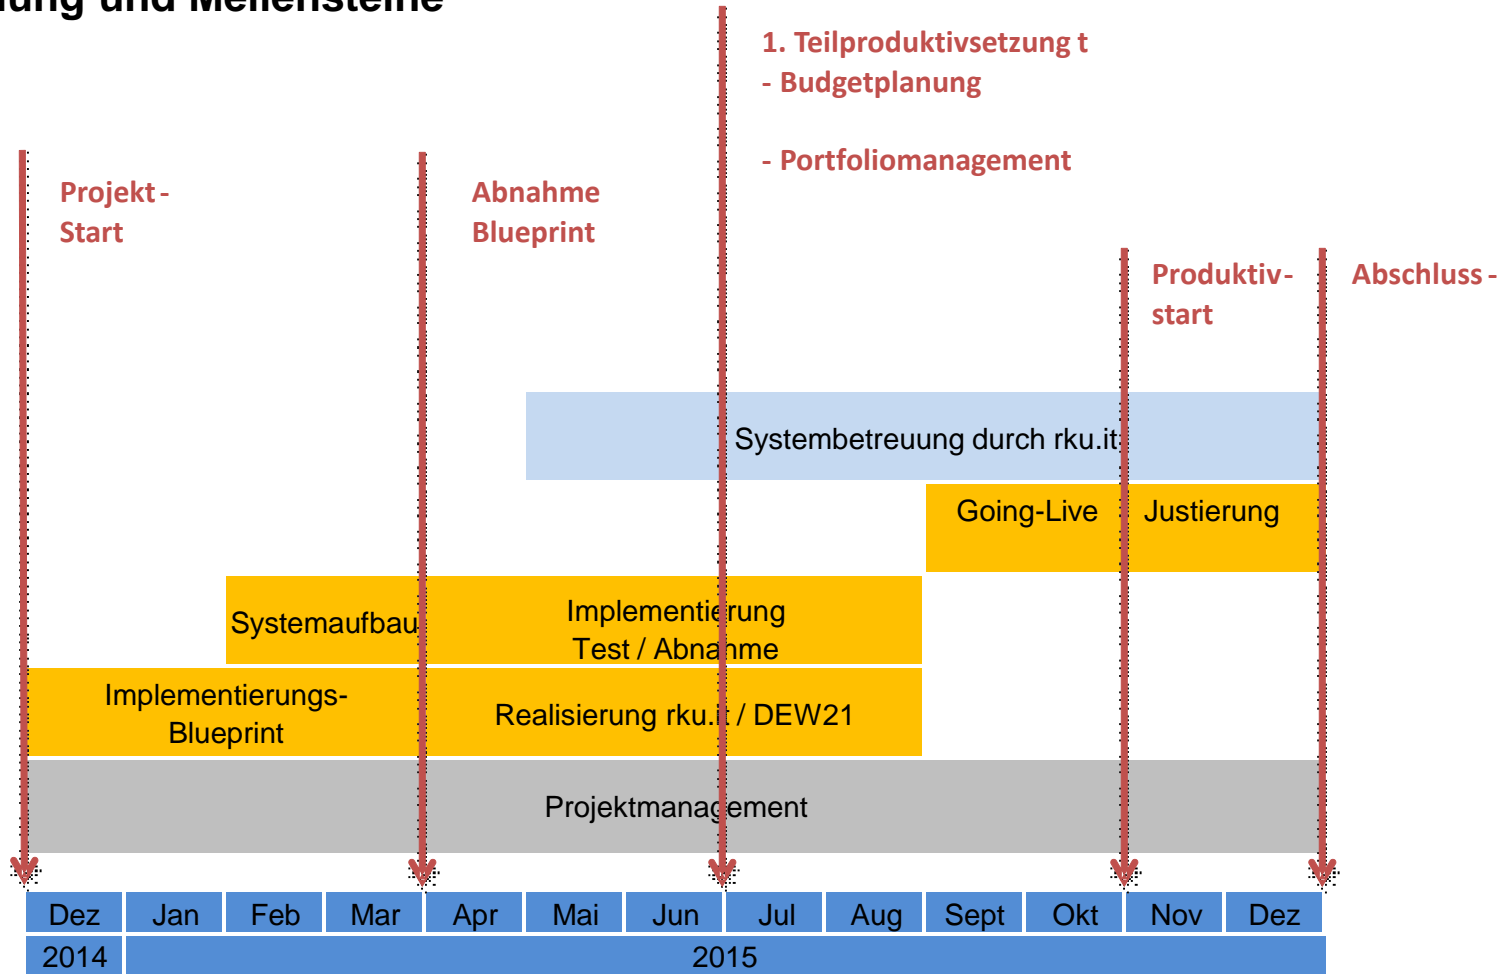 und Meilensteine
1. Teilproduktivsetzung t
- Budgetplanung
- Portfoliomanagement
Projekt-
Start
Abnahme
Blueprint
Produktiv-
start
Abschluss-
Systembetreuung durch rku.it
Going-Live
Justierung
Systemaufbau
Implementierung
Test / Abnahme
Implementierungs-
Blueprint
Realisierung rku.it / DEW21
Projektmanagement
Dez Jan Feb Mar Apr Mai Jun Jul Aug Sept Okt Nov Dez
2014 2015